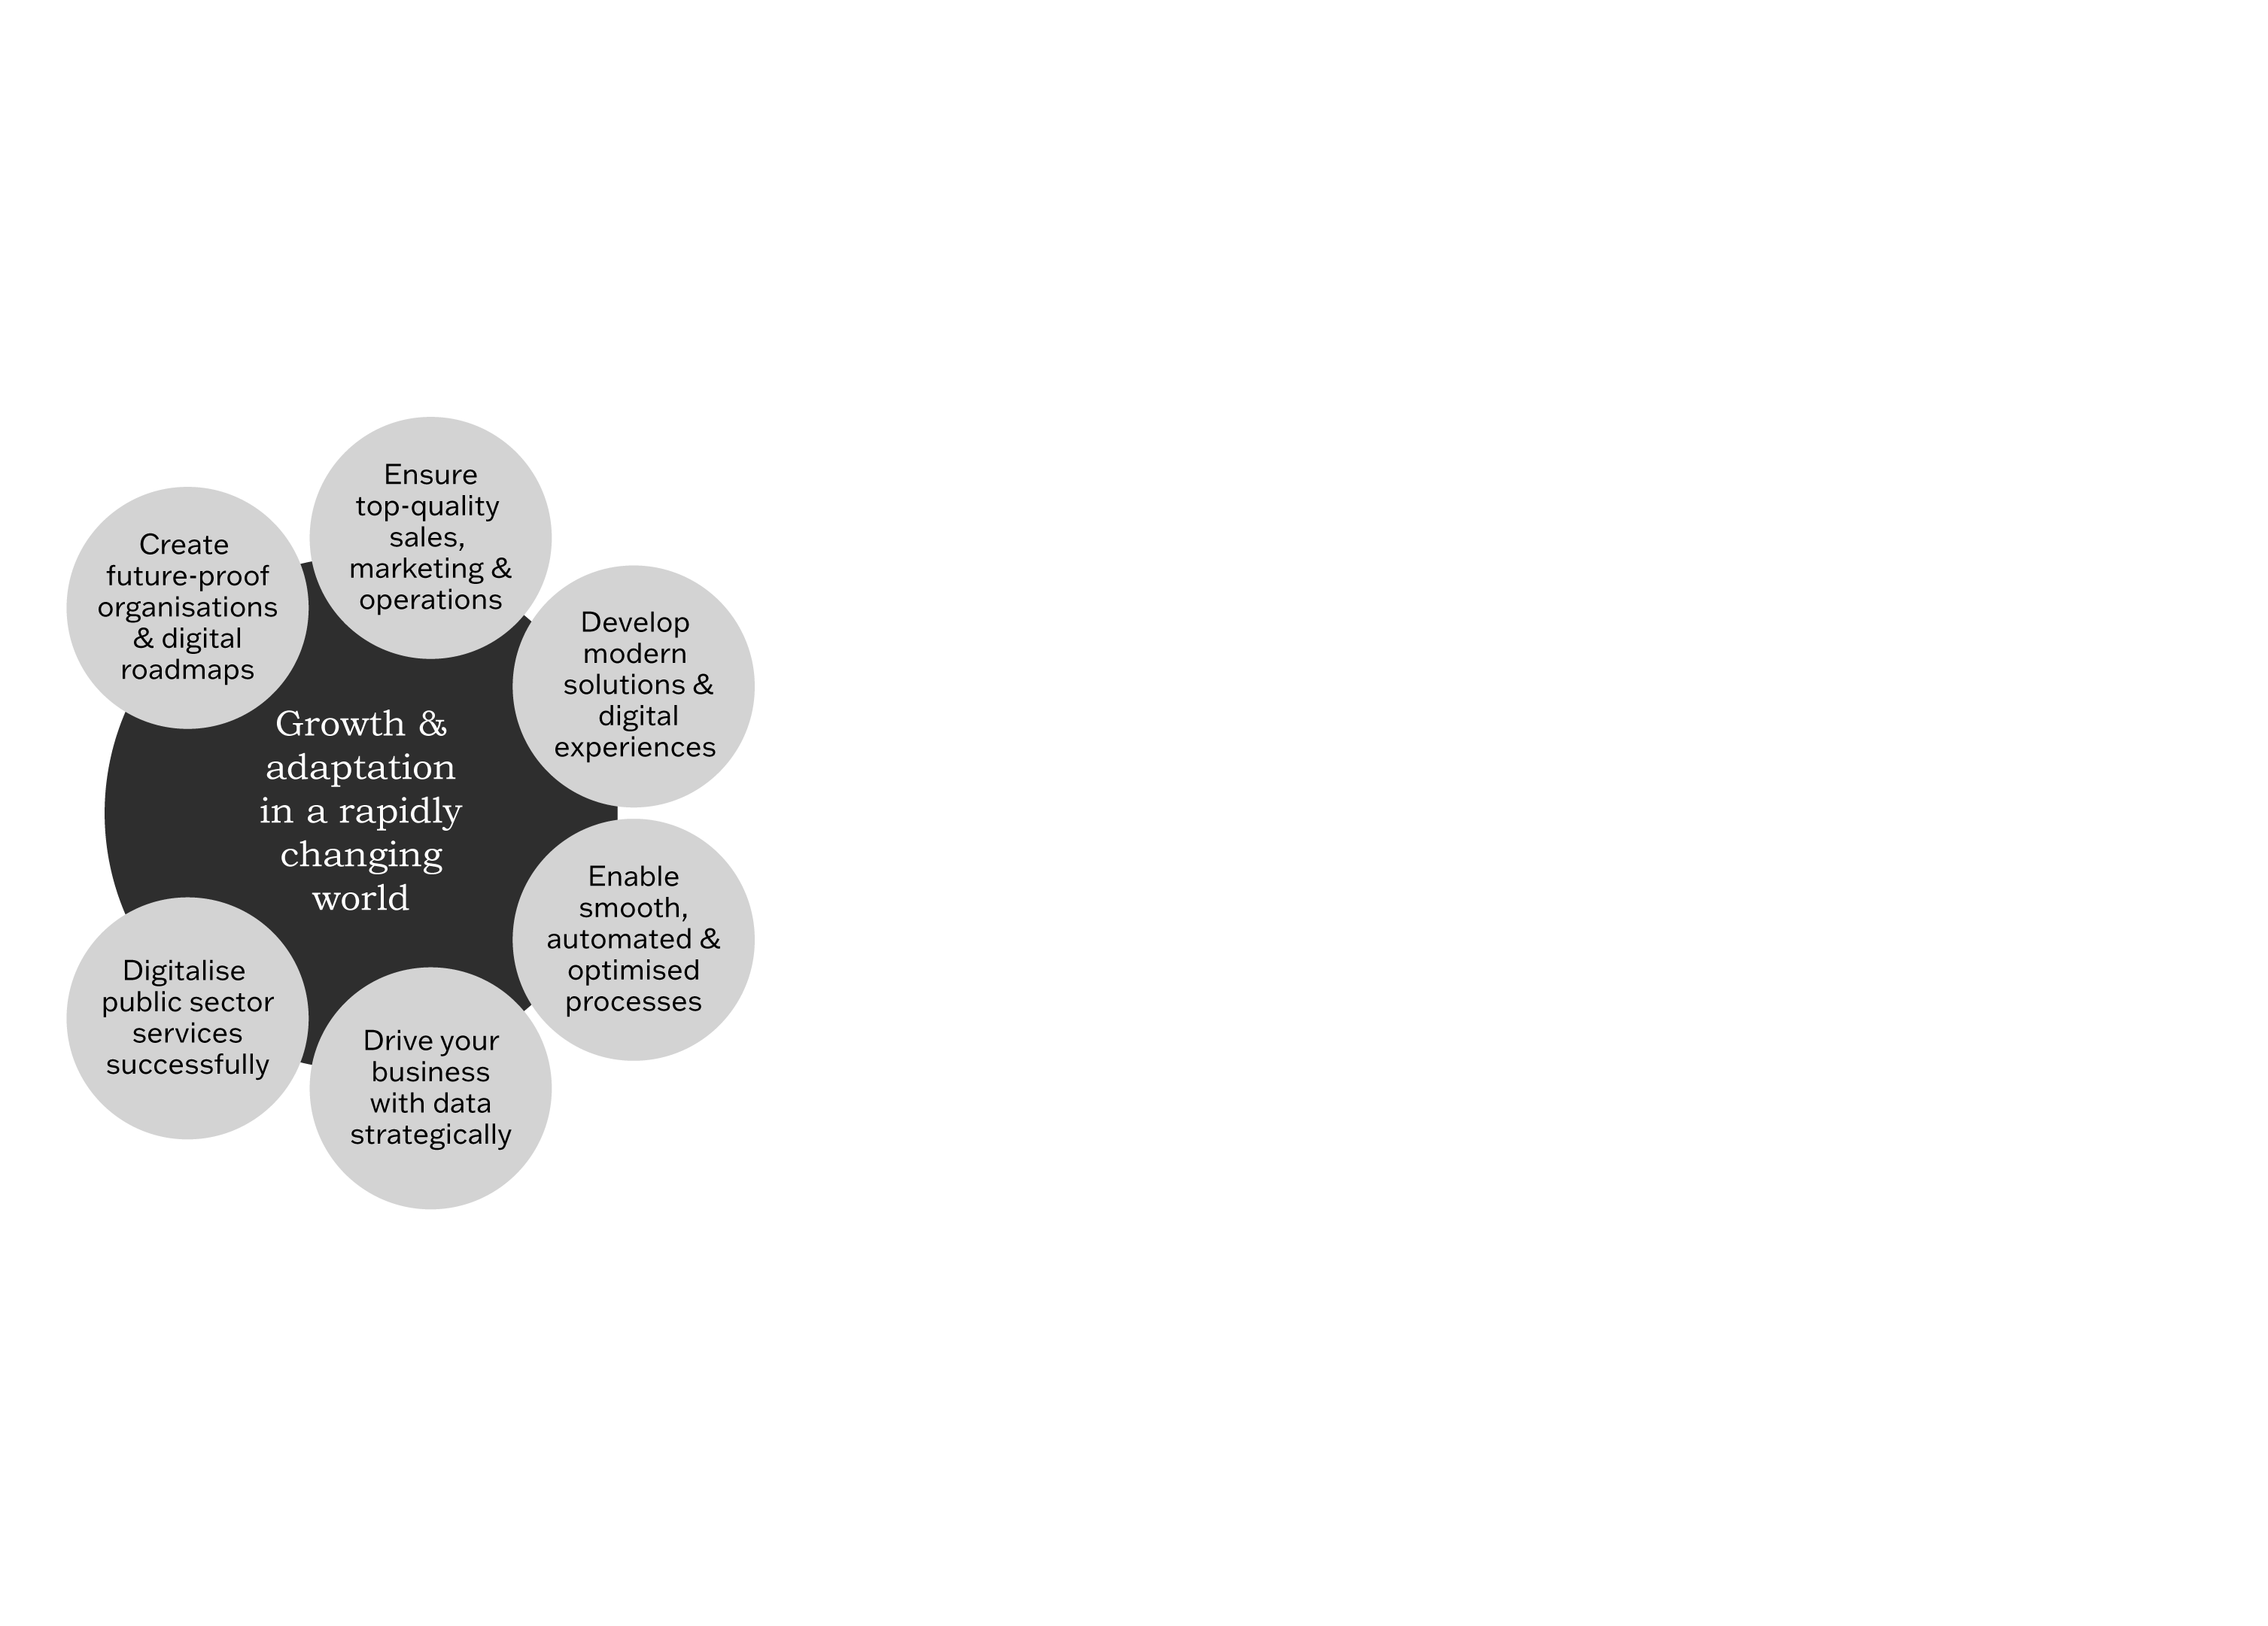 Ensure
top-quality
sales,
marketing &
operations
Create
future-proof
organisations
& digital
roadmaps
Develop
modern
solutions &
digital
experiences
Growth &
adaptation
in a rapidly
changing
world
Enable
smooth,
automated &
optimised
processes
Digitalise
public sector
services
successfully
Drive your
business
with data
strategically